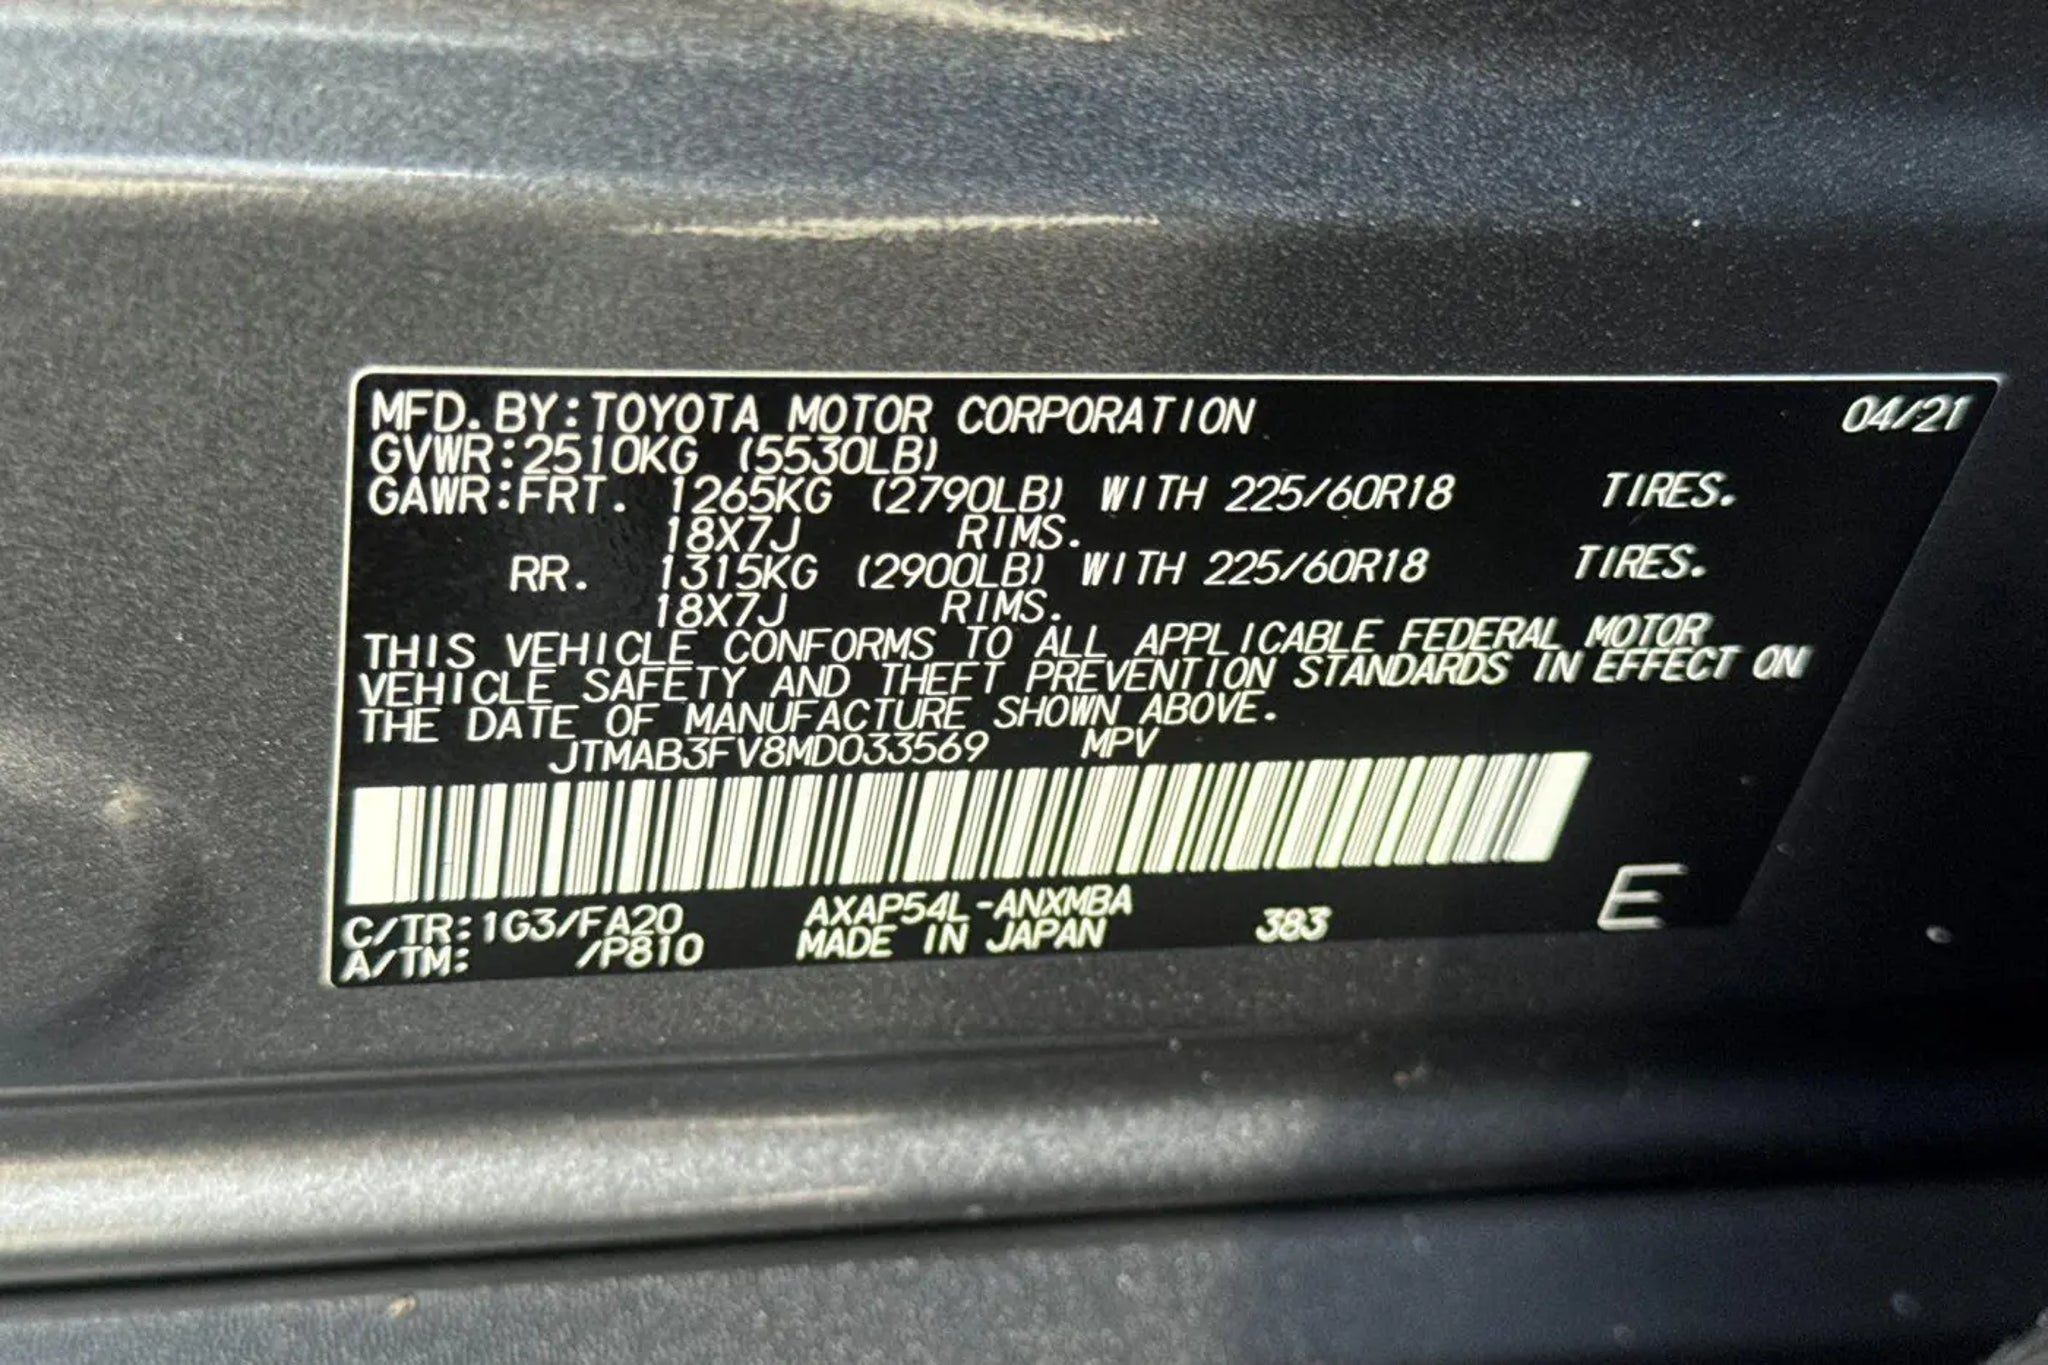 MFD. BY: TOYOTA MOTOR CORPORATION 04/21
GVWR: 2510KG (5530LB)
GAWR: FRT. 1265KG (2790LB) WITH 225/60R18 TIRES.
18X7J RIMS.
RR. 1315KG (2900LB) WITH 225/60R18 TIRES.
18X7J RIMS.
THIS VEHICLE CONFORMS TO ALL APPLICABLE FEDERAL MOTOR
VEHICLE SAFETY AND THEFT PREVENTION STANDARDS IN EFFECT ON
THE DATE OF MANUFACTURE SHOWN ABOVE.
JTMAB3FV8MD033569 MPV
C/TR: 1G3/FA20 AXAP54L-ANXMBA 383 E
A/TM: /P810 MADE IN JAPAN